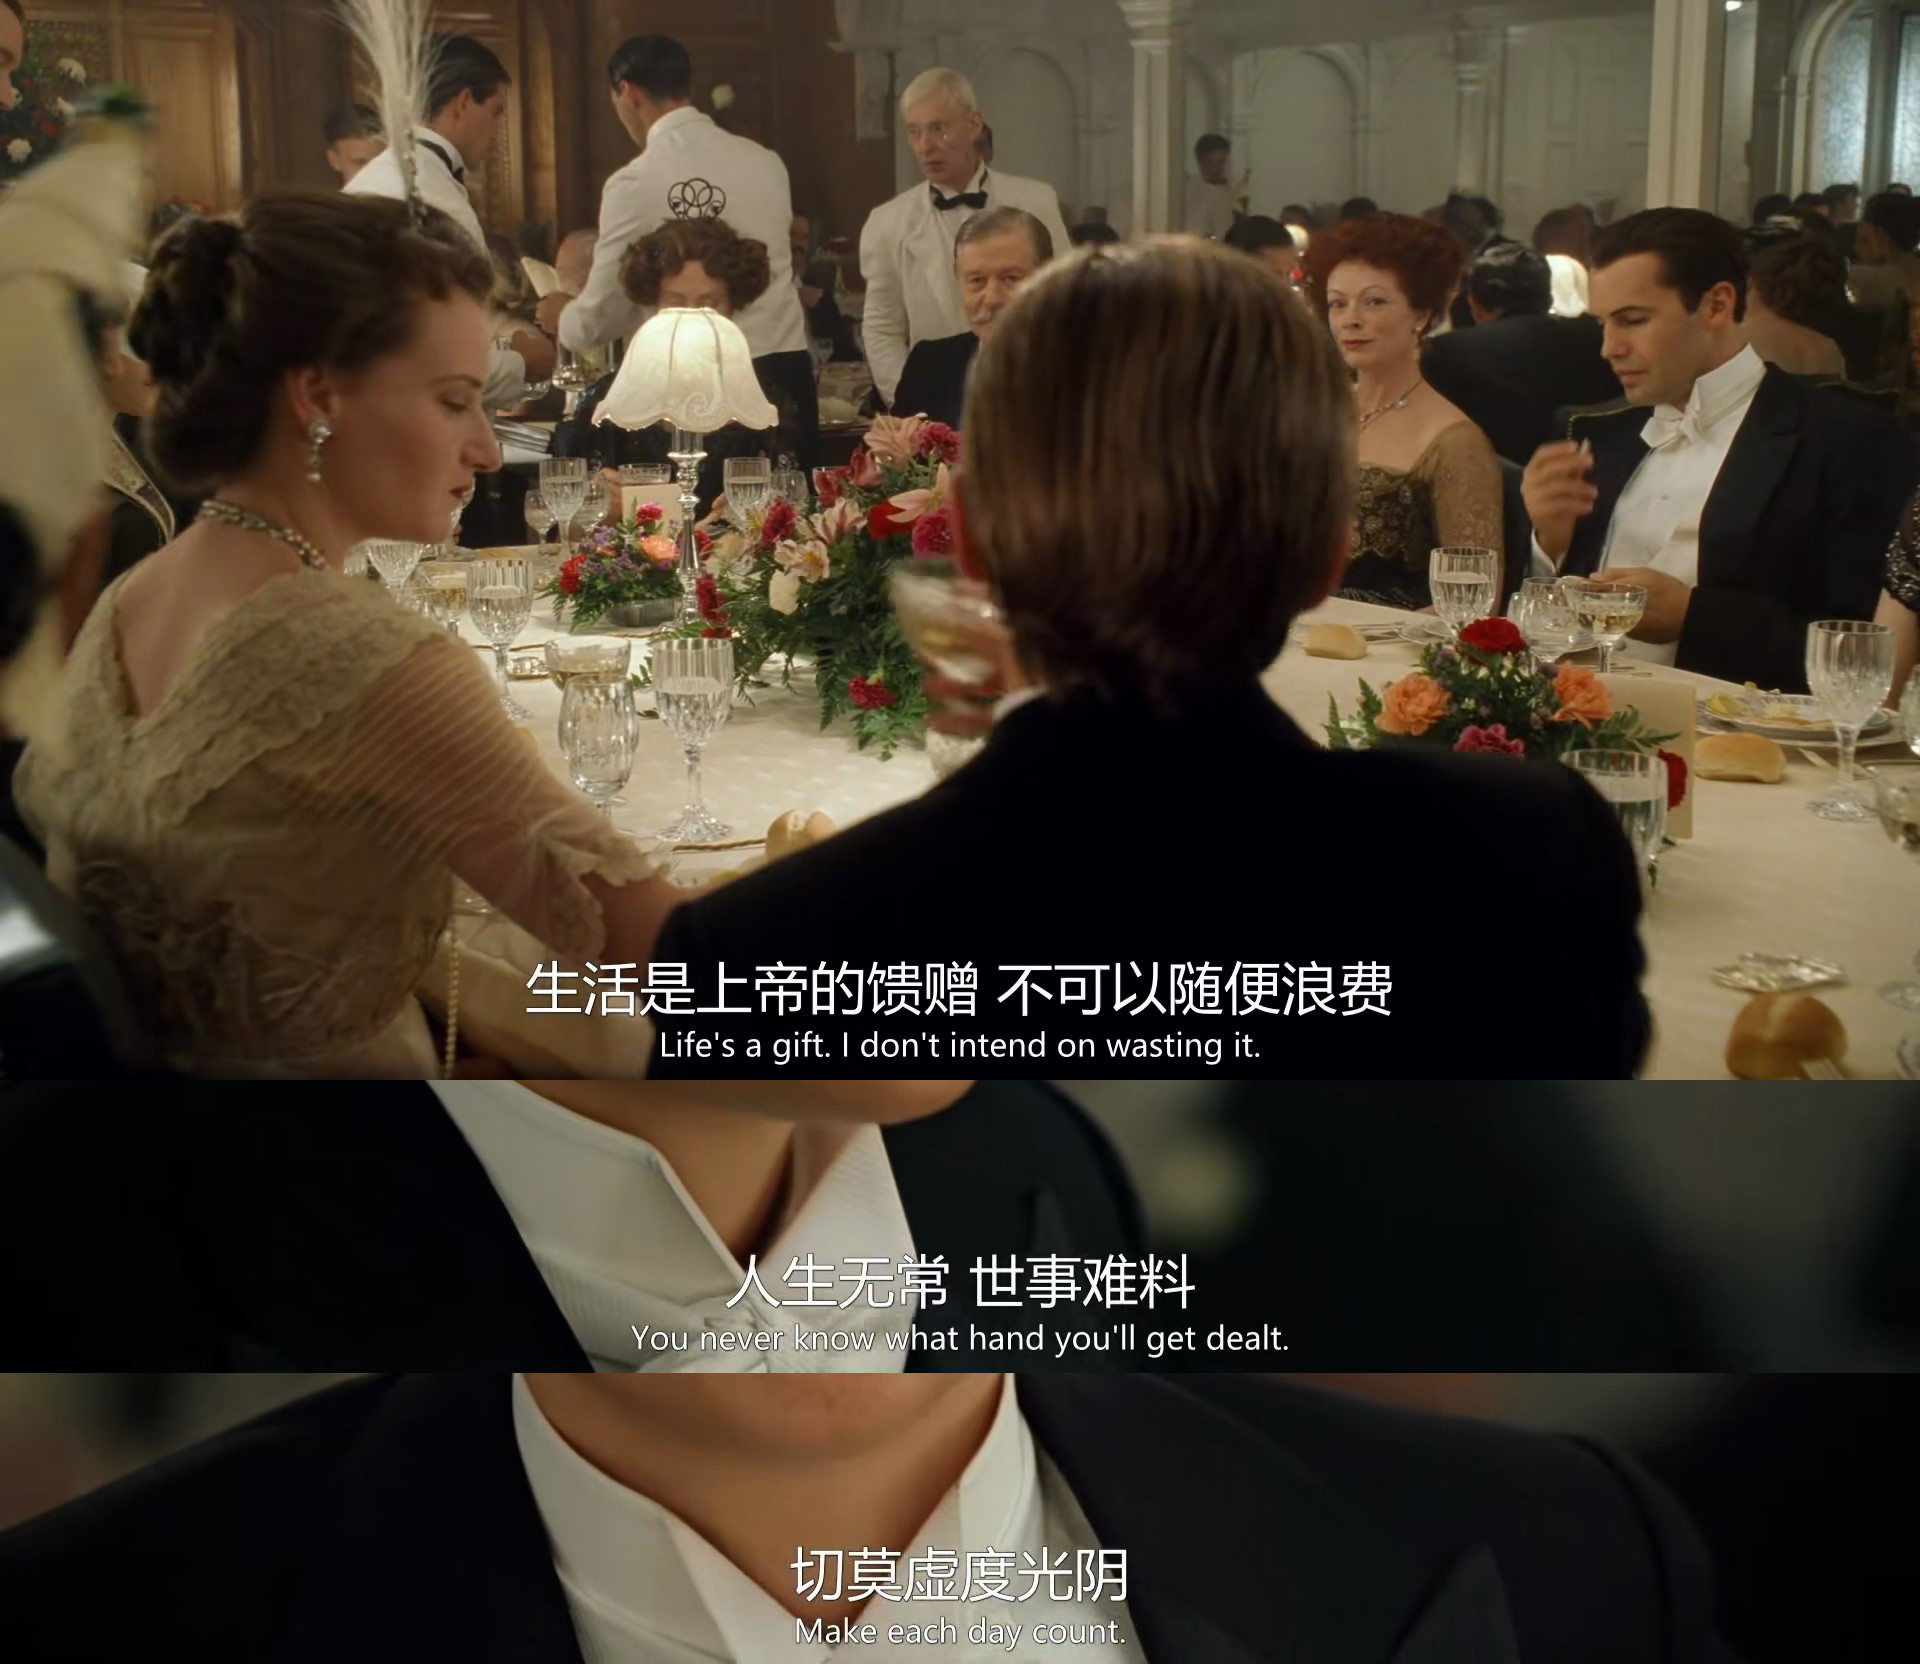 生活是上帝的馈赠 不可以随便浪费
Life's a gift. I don't intend on wasting it.
人生无常 世事难料
You never know what hand you'll get dealt.
切莫虚度光阴
Make each day count.